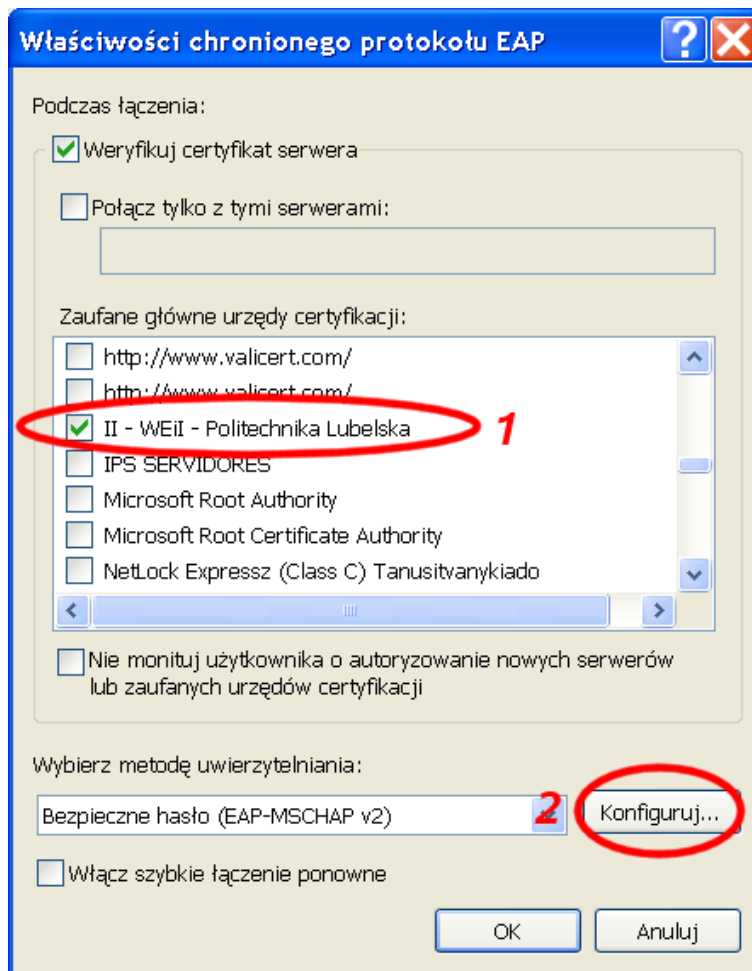 Właściwości chronionego protokołu EAP
Podczas łączenia:
Weryfikuj certyfikat serwera
Połącz tylko z tymi serwerami:
Zaufane główne urzędy certyfikacji:
http://www.valicert.com/
http://www.valicert.com/
II - WEiI - Politechnika Lubelska
1
IPS SERVIDORES
Microsoft Root Authority
Microsoft Root Certificate Authority
NetLock Expressz (Class C) Tanusitvanykiado
Nie monituj użytkownika o autoryzowanie nowych serwerów
lub zaufanych urzędów certyfikacji
Wybierz metodę uwierzytelniania:
Bezpieczne hasło (EAP-MSCHAP v2)
2
Konfiguruj...
Włącz szybkie łączenie ponowne
OK
Anuluj